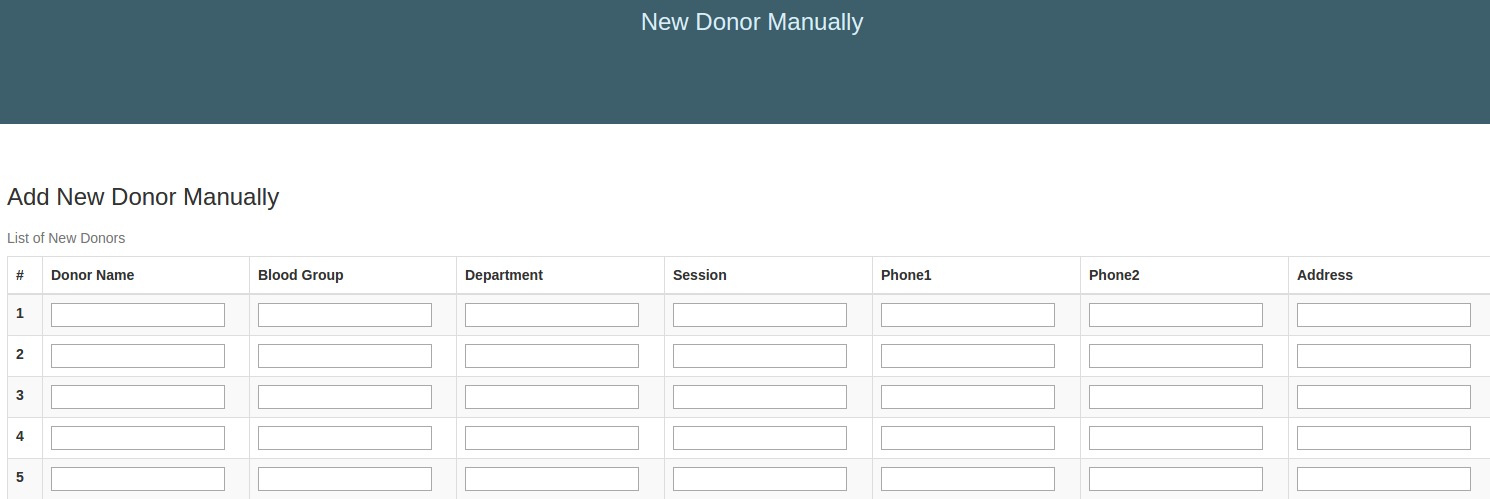 New Donor Manually
Add New Donor Manually
List of New Donors
# Donor Name Blood Group Department Session Phone1 Phone2 Address
1
2
3
4
5